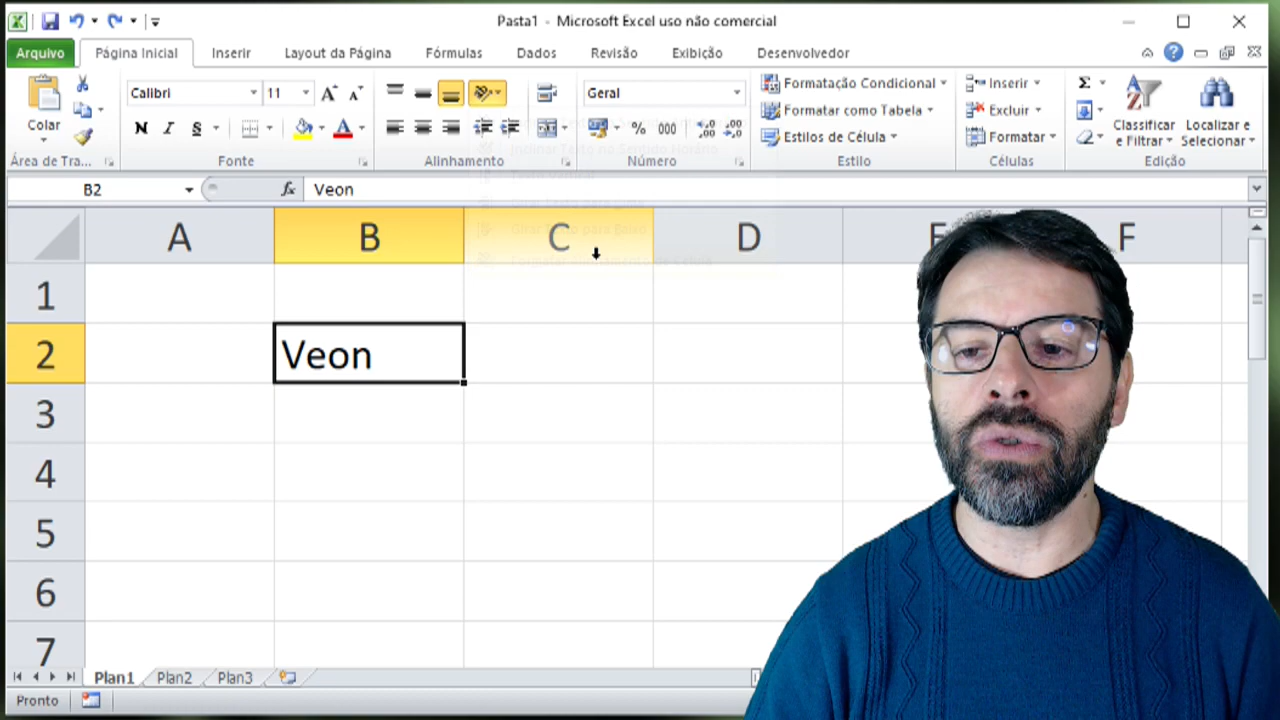 Pasta1 - Microsoft Excel uso não comercial
Arquivo Página Inicial Inserir Layout da Página Fórmulas Dados Revisão Exibição Desenvolvedor
Calibri 11 Geral Formatação Condicional Inserir Σ
Colar Formatar como Tabela Excluir Classificar e Filtrar Localizar e Selecionar
N I S A % 000 Estilos de Célula Formatar
Área de Tra... Fonte Alinhamento Número Estilo Células Edição
B2 fx Veon
A B C D E F
1
2 Veon
3
4
5
6
7
Plan1 Plan2 Plan3
Pronto